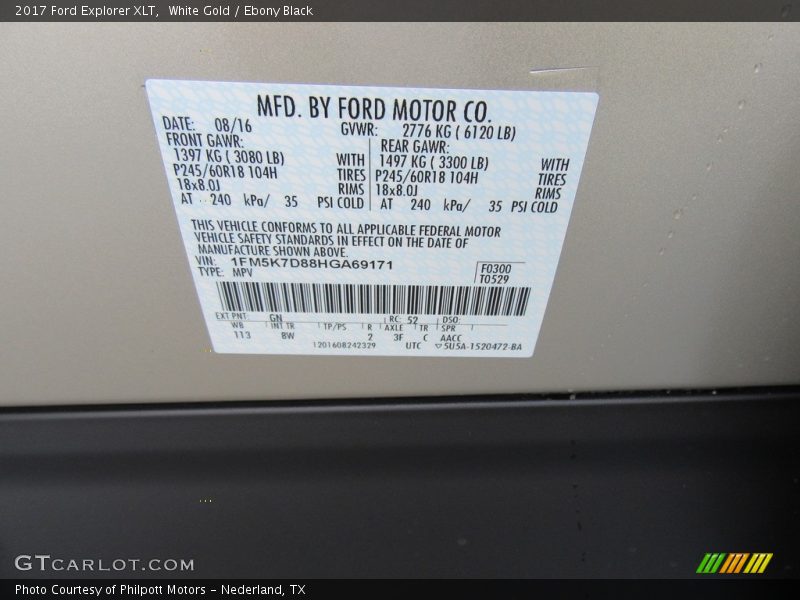 2017 Ford Explorer XLT,  White Gold / Ebony Black
MFD. BY FORD MOTOR CO.
DATE: 08/16 GVWR: 2776 KG ( 6120 LB)
FRONT GAWR: REAR GAWR:
1397 KG ( 3080 LB) WITH 1497 KG ( 3300 LB) WITH
P245/60R18 104H TIRES P245/60R18 104H TIRES
18x8.0J RIMS 18x8.0J RIMS
AT 240 kPa/ 35 PSI COLD AT 240 kPa/ 35 PSI COLD
THIS VEHICLE CONFORMS TO ALL APPLICABLE FEDERAL MOTOR
VEHICLE SAFETY STANDARDS IN EFFECT ON THE DATE OF
MANUFACTURE SHOWN ABOVE.
VIN: 1FM5K7D88HGA69171 F0300
TYPE: MPV T0529
EXT PNT: GN RC: 52 DSO:
WB INT TR TP/PS R AXLE TR SPR
113 BW 2 3F C AACC
1201608242329 UTC ▽5U5A-1520472-BA
GTCARLOT.COM
Photo Courtesy of Philpott Motors - Nederland, TX